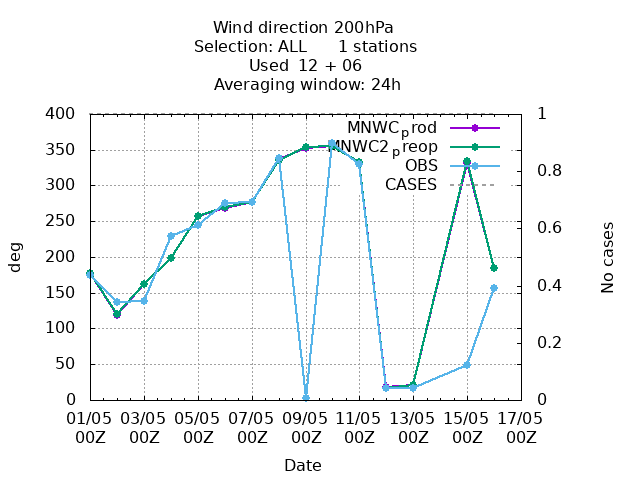 Wind direction 200hPa
Selection: ALL 1 stations
Used 12 + 06
Averaging window: 24h
400
350
300
250
200
150
100
50
0
deg
1
0.8
0.6
0.4
0.2
0
No cases
MNWCprod
MNWC2preop
OBS
CASES
01/05 03/05 05/05 07/05 09/05 11/05 13/05 15/05 17/05
00Z 00Z 00Z 00Z 00Z 00Z 00Z 00Z 00Z
Date